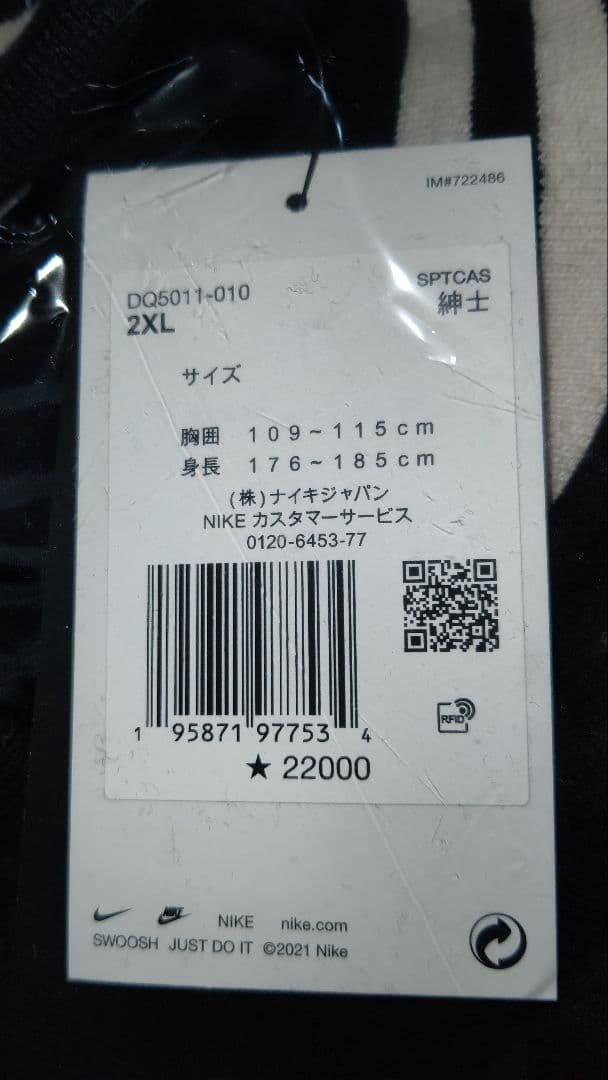 IM#722486
DQ5011-010
2XL
SPTCAS
紳士
サイズ
胸囲 109~115cm
身長 176~185cm
(株)ナイキジャパン
NIKE カスタマーサービス
0120-6453-77
RFID
1 95871 97753 4
★ 22000
NIKE NIKE nike.com
SWOOSH JUST DO IT ©2021 Nike